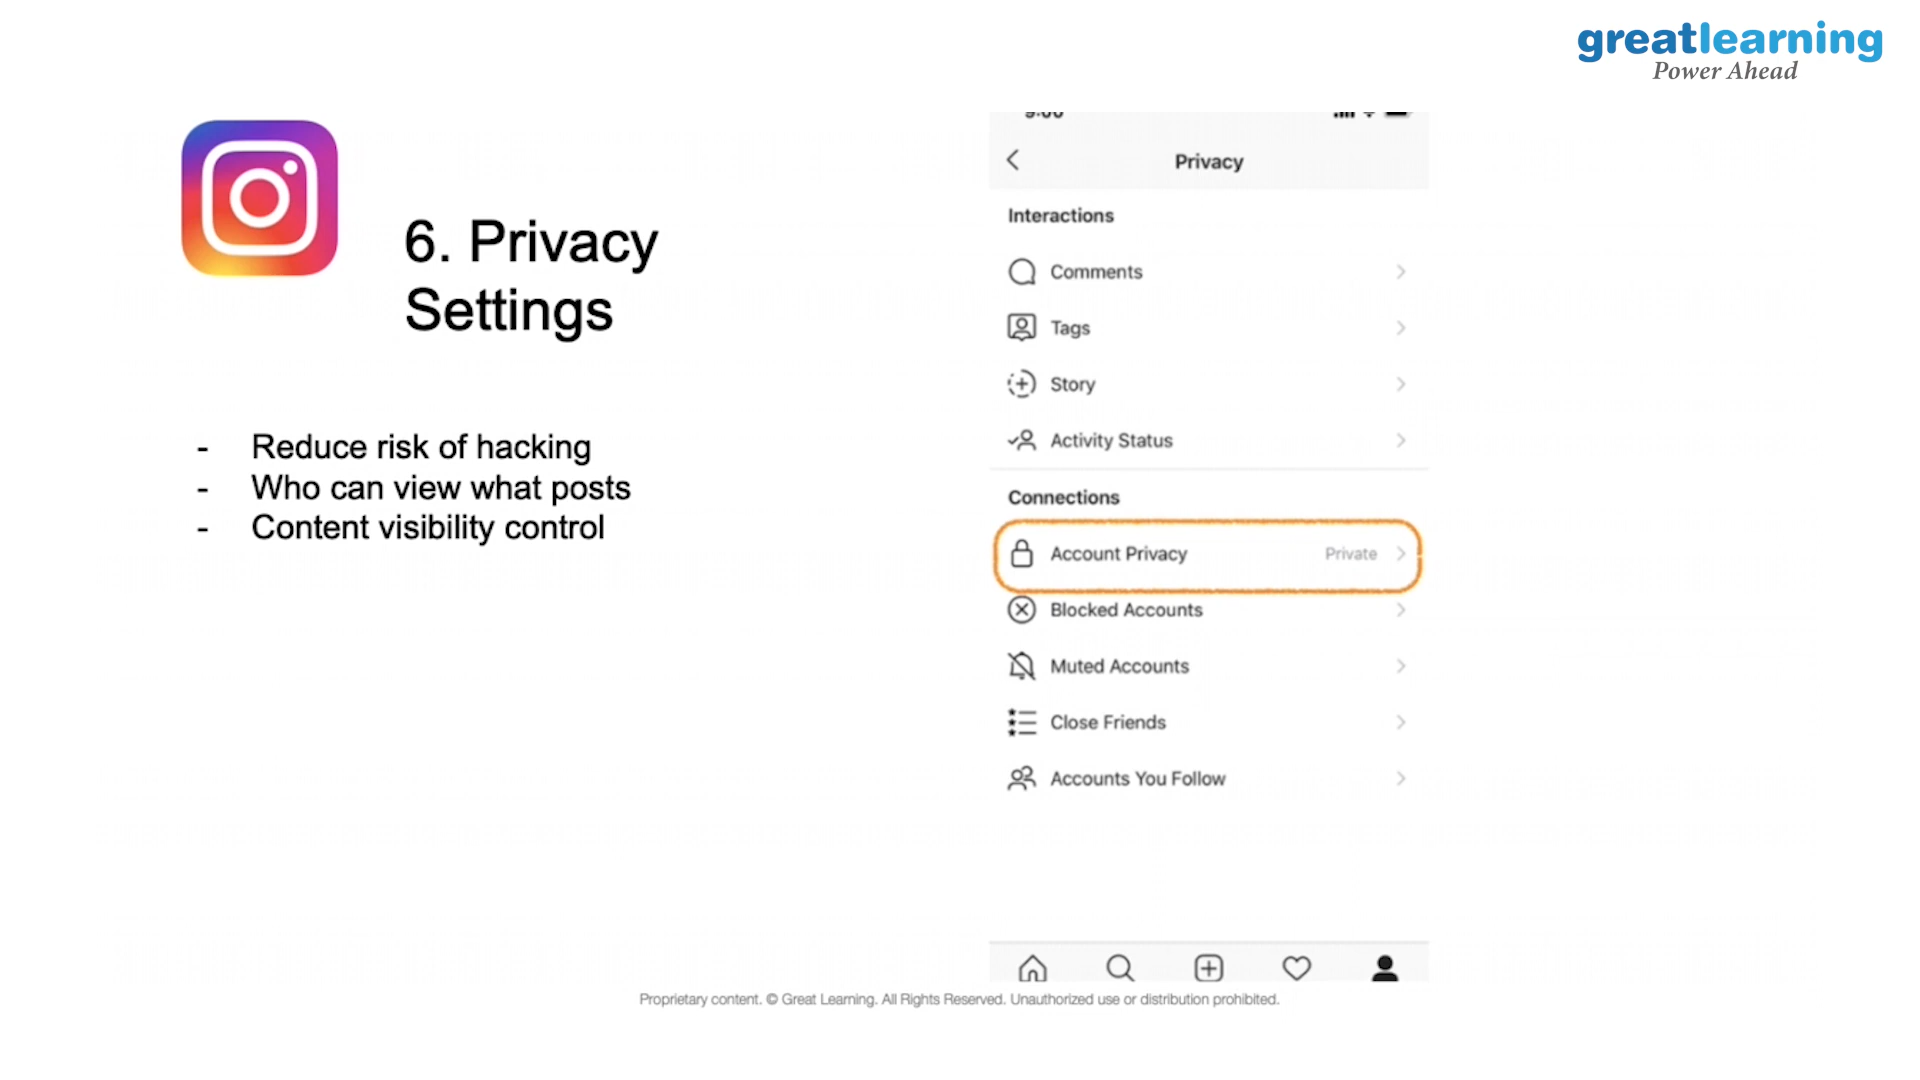 greatlearning
Power Ahead
6. Privacy
Settings
- Reduce risk of hacking
- Who can view what posts
- Content visibility control
Privacy
Interactions
Comments
Tags
Story
Activity Status
Connections
Account Privacy Private
Blocked Accounts
Muted Accounts
Close Friends
Accounts You Follow
Proprietary content. © Great Learning. All Rights Reserved. Unauthorized use or distribution prohibited.